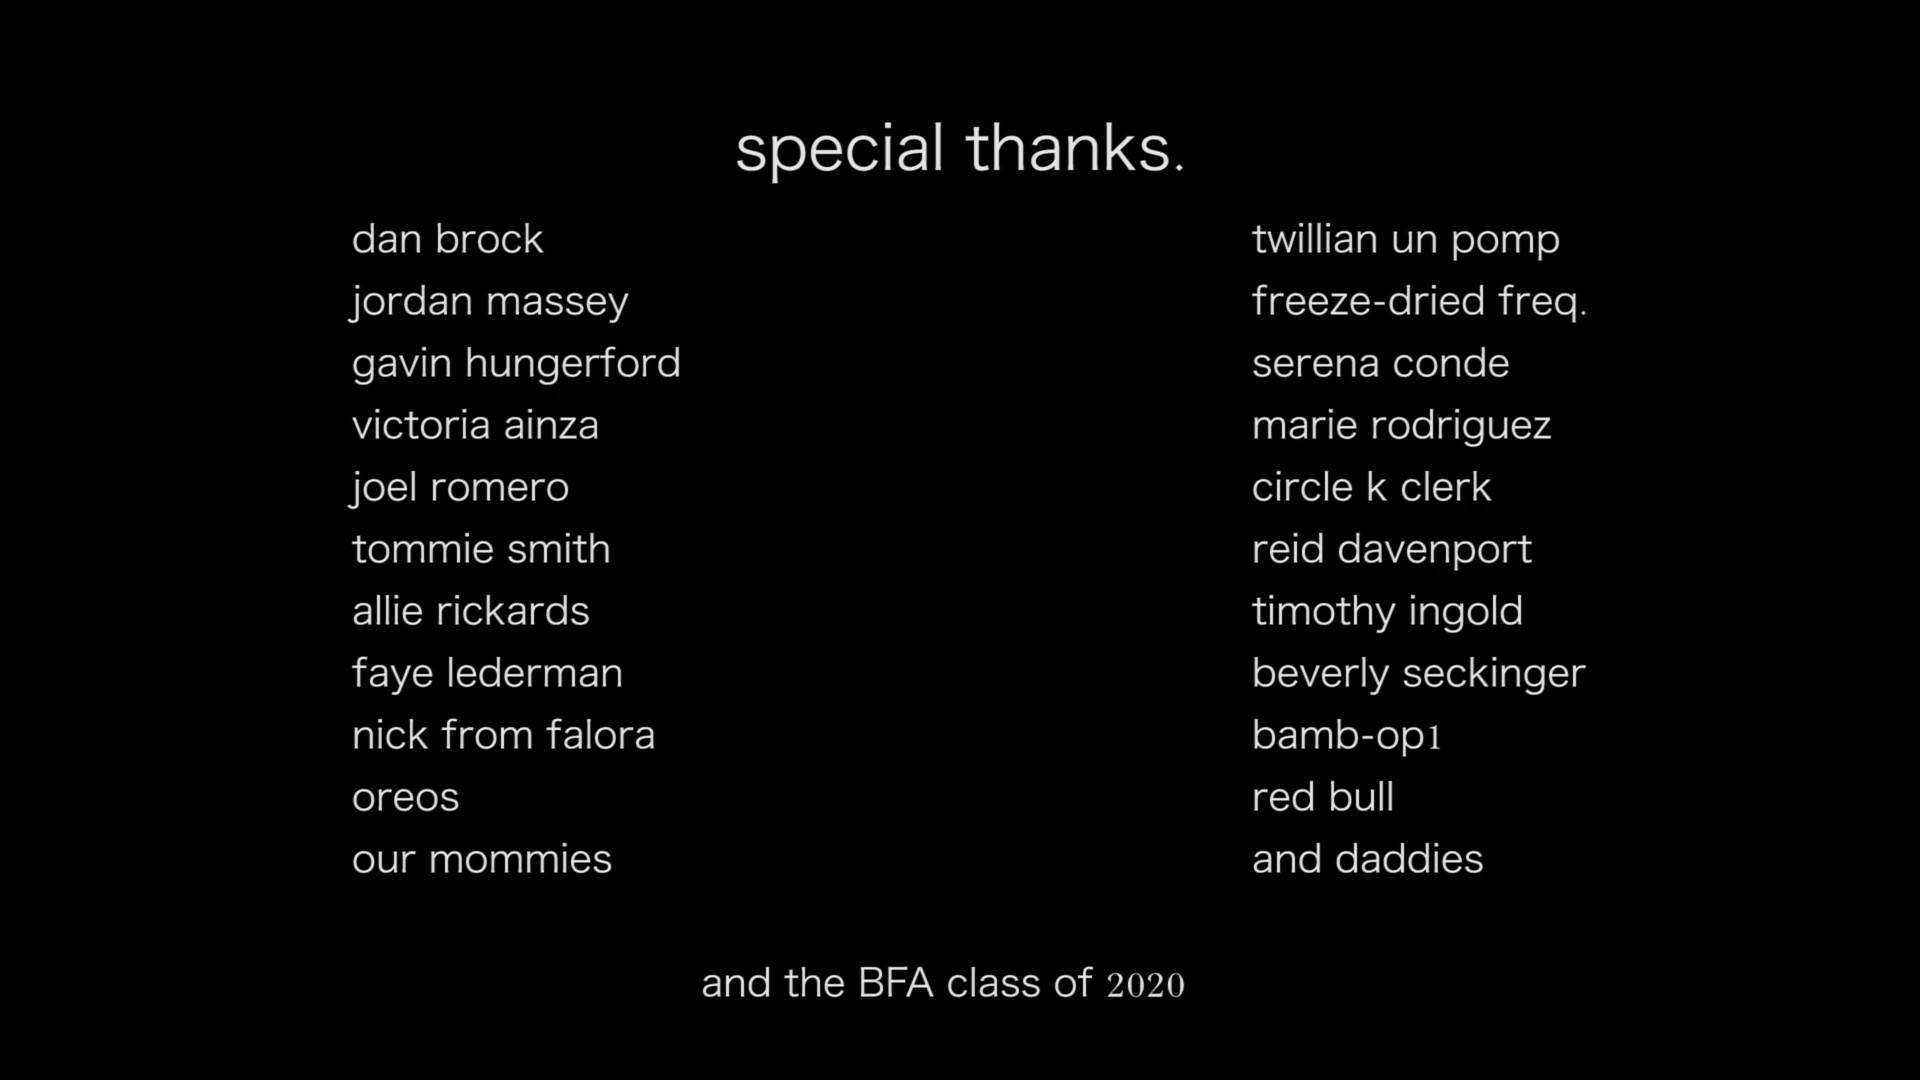 special thanks.
dan brock
jordan massey
gavin hungerford
victoria ainza
joel romero
tommie smith
allie rickards
faye lederman
nick from falora
oreos
our mommies
twillian un pomp
freeze-dried freq.
serena conde
marie rodriguez
circle k clerk
reid davenport
timothy ingold
beverly seckinger
bamb-op1
red bull
and daddies
and the BFA class of 2020